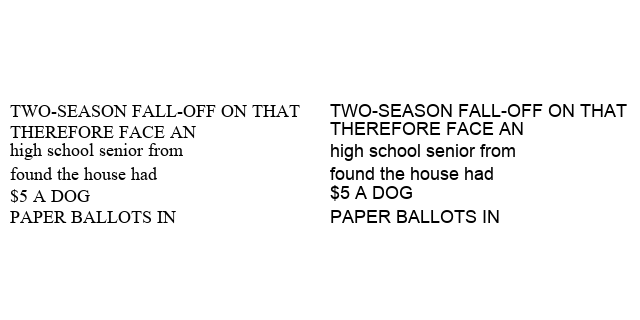 TWO-SEASON FALL-OFF ON THAT
THEREFORE FACE AN
high school senior from
found the house had
$5 A DOG
PAPER BALLOTS IN
TWO-SEASON FALL-OFF ON THAT
THEREFORE FACE AN
high school senior from
found the house had
$5 A DOG
PAPER BALLOTS IN